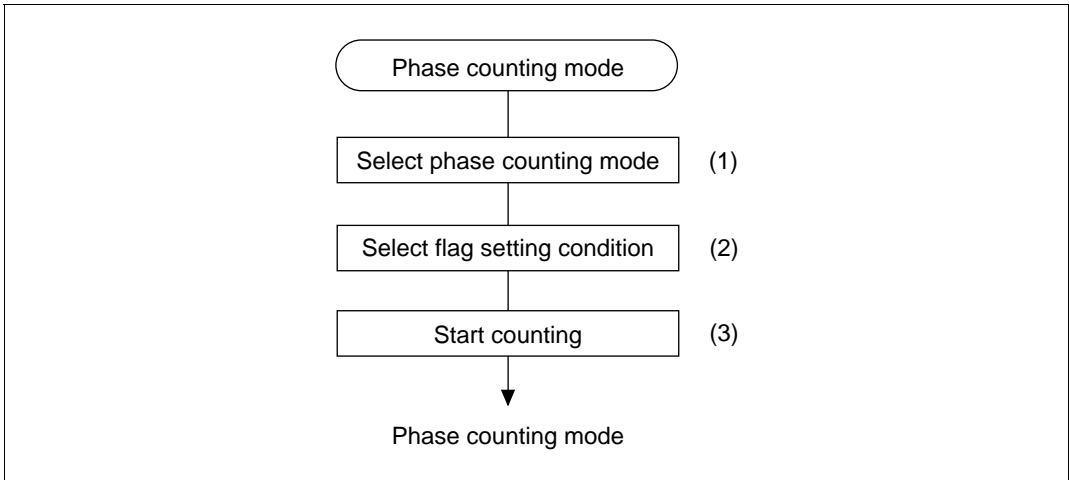 Phase counting mode
Select phase counting mode (1)
Select flag setting condition (2)
Start counting (3)
Phase counting mode